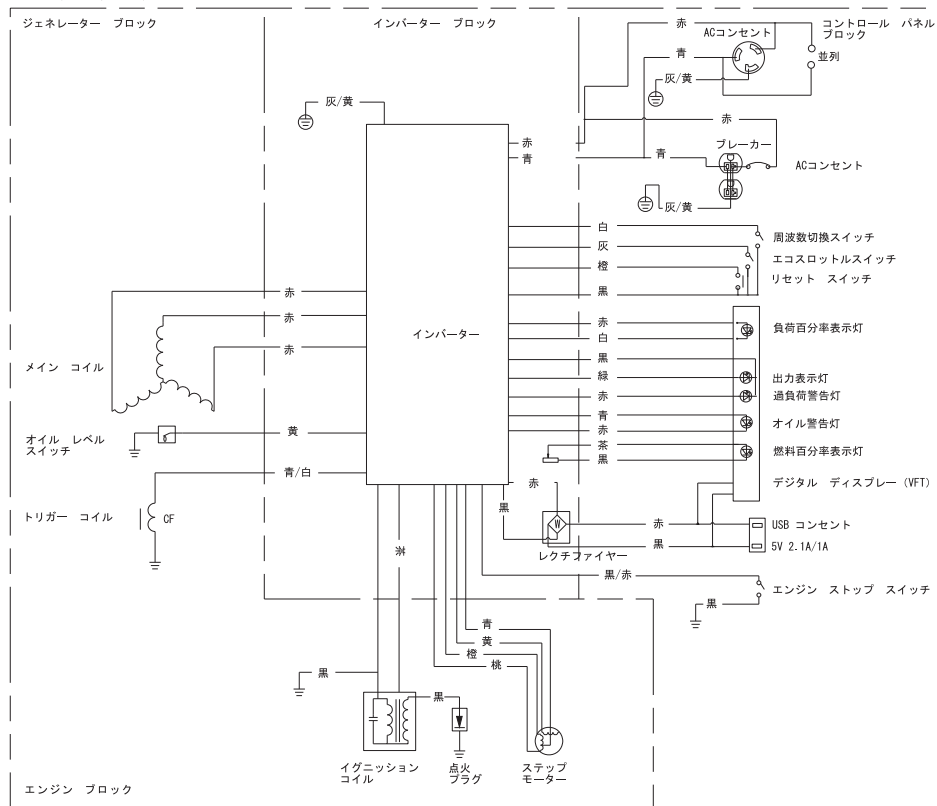 ジェネレーター ブロック
インバーター ブロック
コントロール パネル
ブロック
赤
ACコンセント
並列
青
灰/黄
灰/黄
赤
赤
青
青
ブレーカー
ACコンセント
灰/黄
白
周波数切換スイッチ
灰
エコスロットルスイッチ
橙
リセット スイッチ
黒
赤
赤
赤
インバーター
赤
負荷百分率表示灯
白
黒
メイン コイル
緑
出力表示灯
赤
過負荷警告灯
青
オイル警告灯
赤
黄
オイル レベル
スイッチ
茶
燃料百分率表示灯
黒
青/白
赤
デジタル ディスプレー (VFT)
黒
トリガー コイル
CF
W
赤
USB コンセント
黒
5V 2.1A/1A
レクチファイヤー
茶
黒/赤
エンジン ストップ スイッチ
黒
青
黄
橙
桃
黒
黒
イグニッション
コイル
点火
プラグ
ステップ
モーター
エンジン ブロック